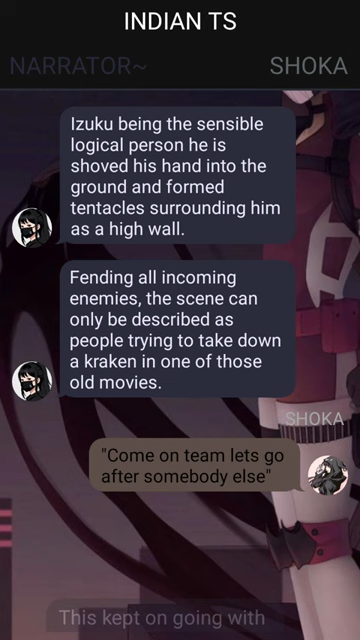 INDIAN TS
NARRATOR~
SHOKA
Izuku being the sensible
logical person he is
shoved his hand into the
ground and formed
tentacles surrounding him
as a high wall.
Fending all incoming
enemies, the scene can
only be described as
people trying to take down
a kraken in one of those
old movies.
SHOKA
"Come on team lets go
after somebody else"
This kept on going with